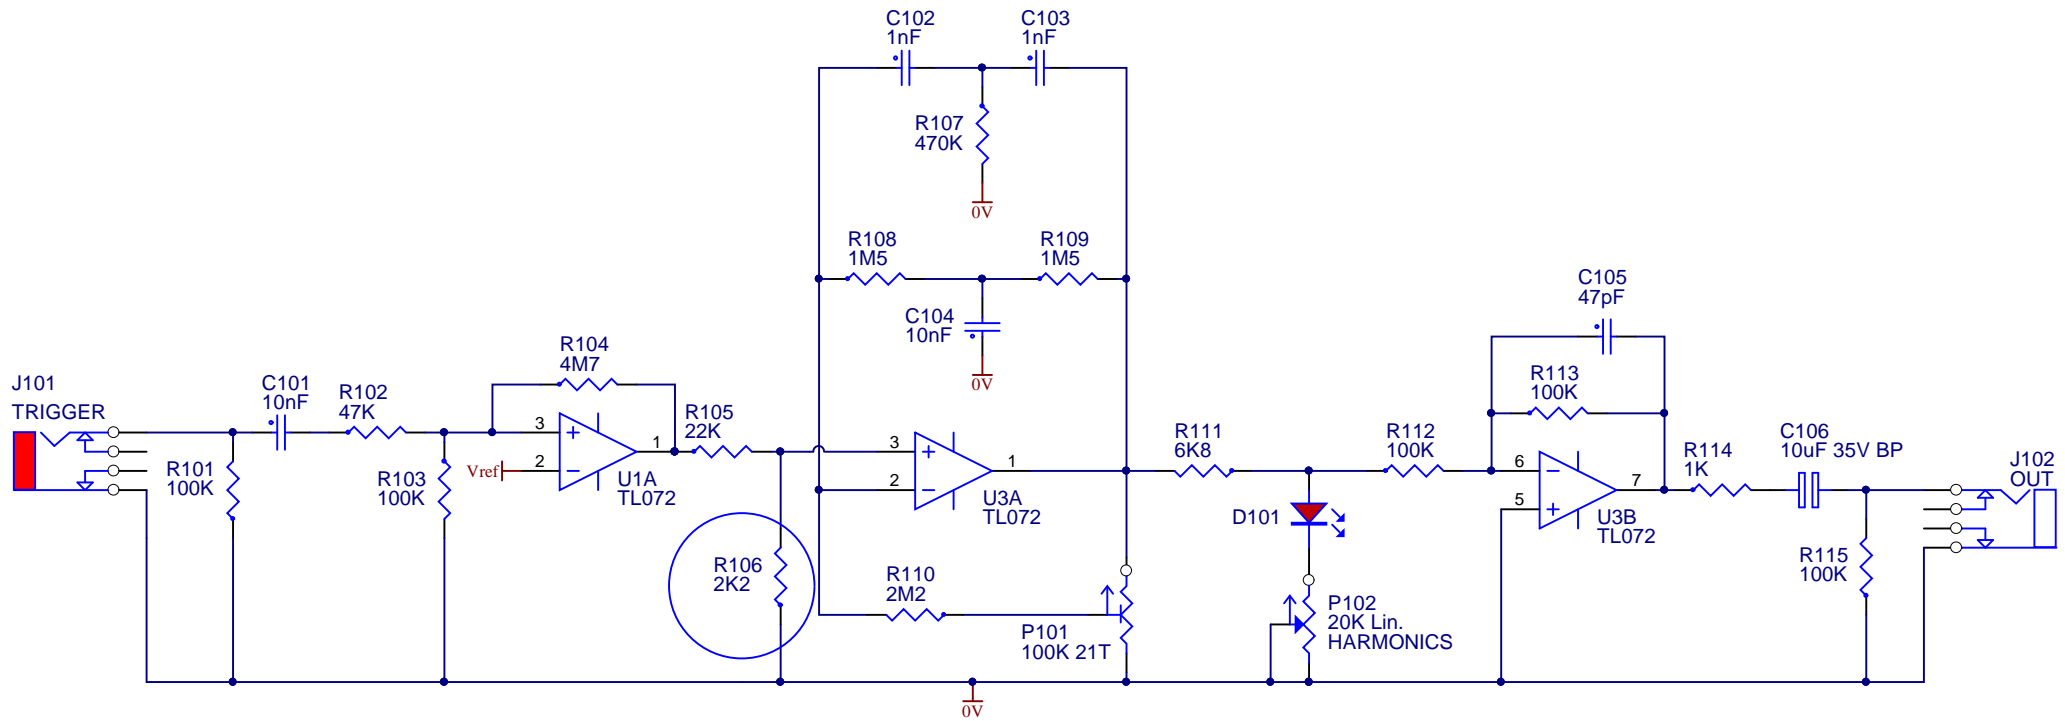 C102
1nF
C103
1nF
R107
470K
0V
R108
1M5
R109
1M5
C104
10nF
0V
C105
47pF
R104
4M7
J101
TRIGGER
C101
10nF
R102
47K
R113
100K
R105
22K
R111
6K8
R112
100K
R114
1K
C106
10uF 35V BP
J102
OUT
3
2
1
Vref
U1A
TL072
R101
100K
R103
100K
3
2
1
U3A
TL072
D101
6
5
7
U3B
TL072
R115
100K
R106
2K2
R110
2M2
P101
100K 21T
P102
20K Lin.
HARMONICS
0V